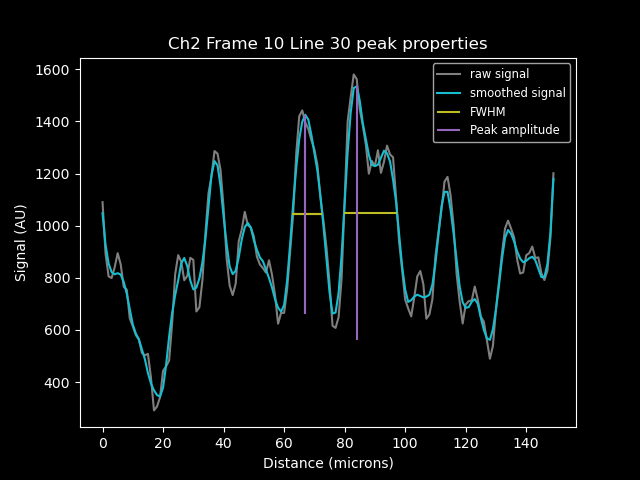 Ch2 Frame 10 Line 30 peak properties
raw signal
smoothed signal
FWHM
Peak amplitude
Signal (AU)
1600
1400
1200
1000
800
600
400
0 20 40 60 80 100 120 140
Distance (microns)